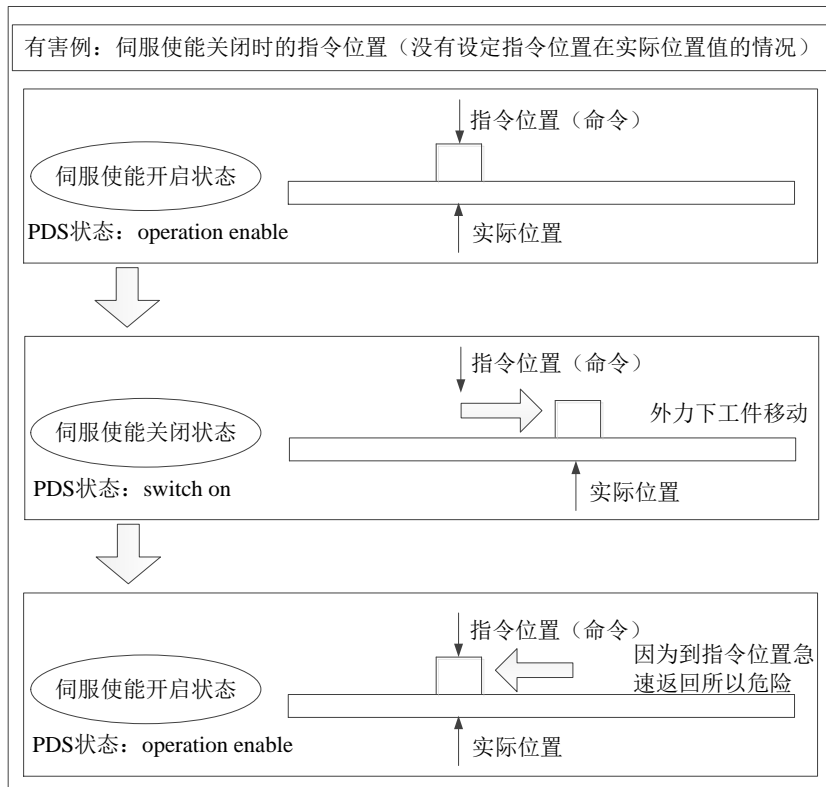 有害例：伺服使能关闭时的指令位置（没有设定指令位置在实际位置值的情况）
指令位置（命令）
伺服使能开启状态
PDS状态：operation enable
实际位置
指令位置（命令）
外力下工件移动
伺服使能关闭状态
PDS状态：switch on
实际位置
指令位置（命令）
因为到指令位置急
速返回所以危险
伺服使能开启状态
PDS状态：operation enable
实际位置